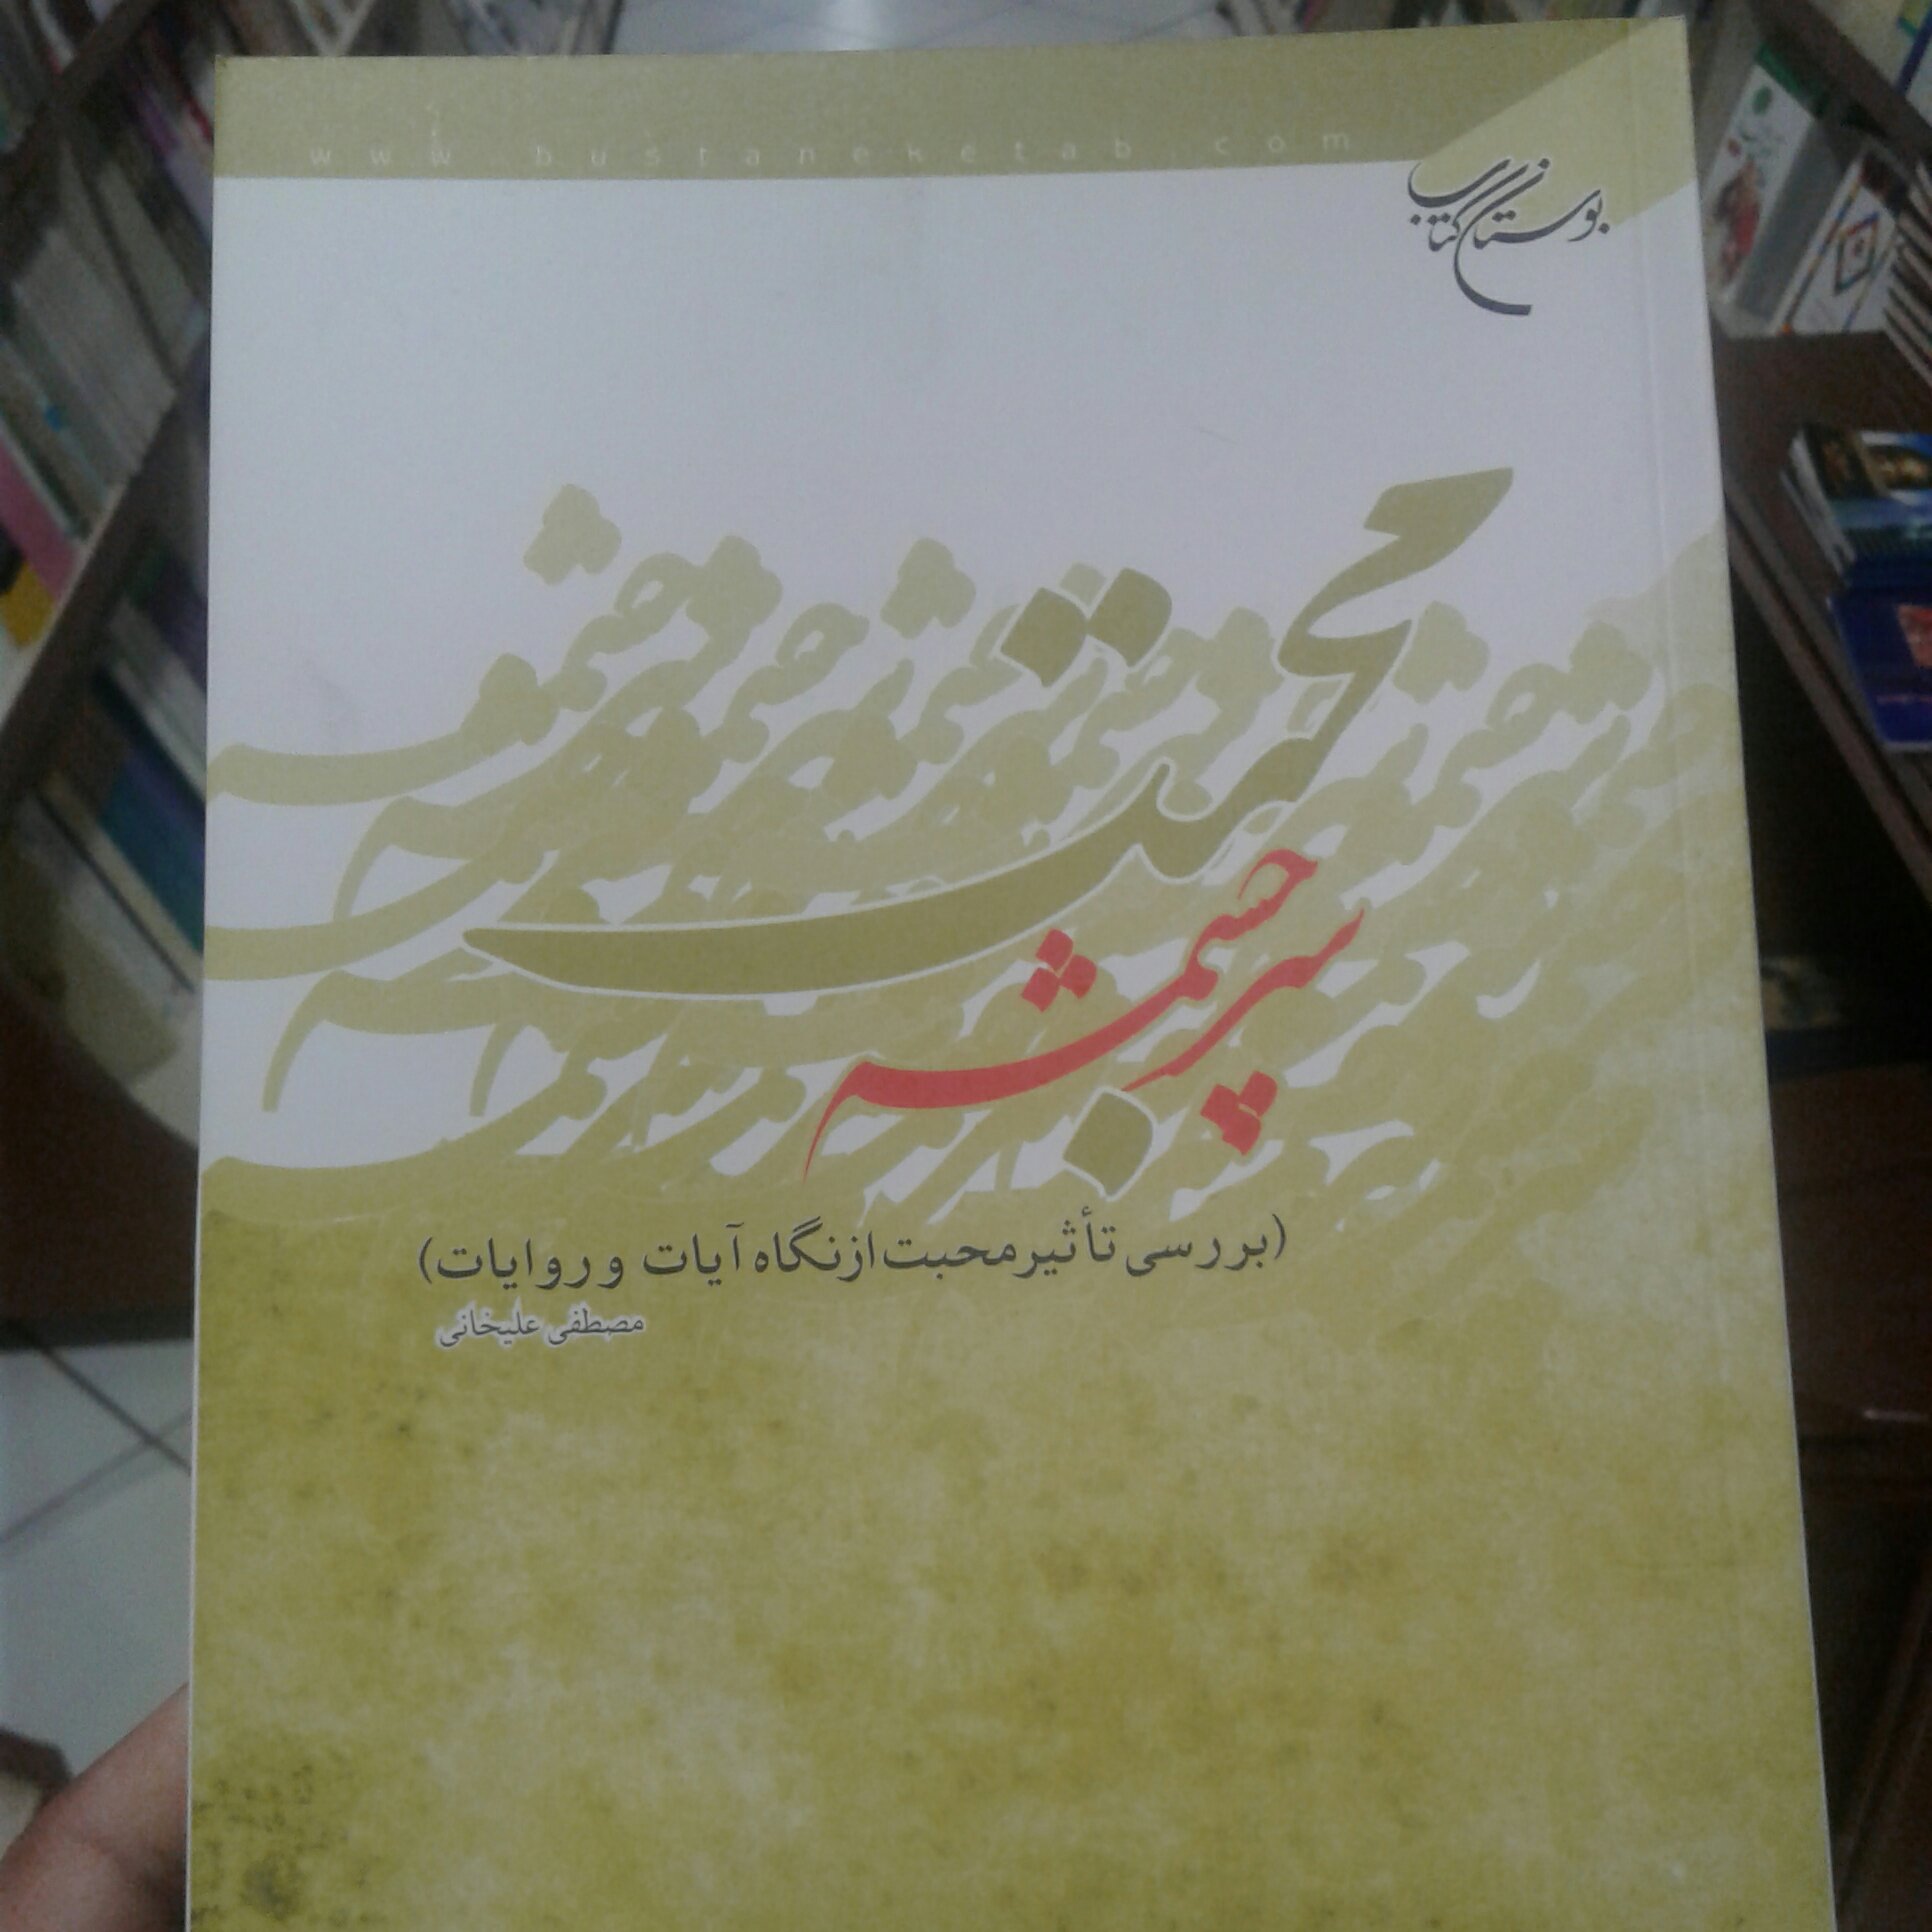 www.bustaneketab.com
بوستان کتاب
سرچشمه
محبت
(بررسی تأثیر محبت از نگاه آیات و روایات)
مصطفی علیخانی